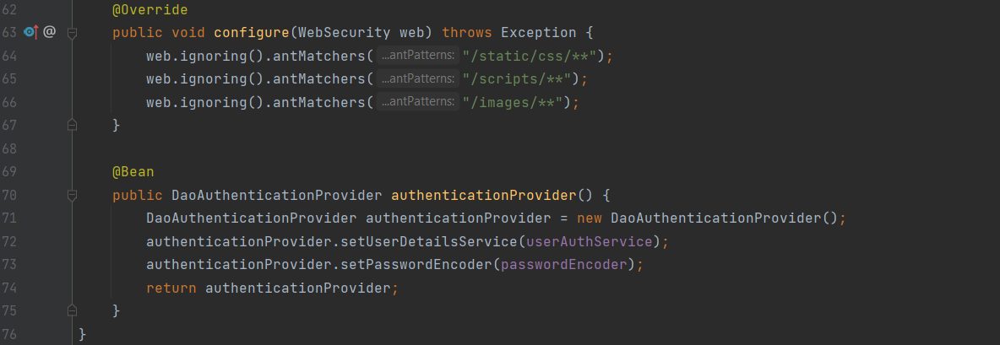 62 @Override
63 @ public void configure(WebSecurity web) throws Exception {
64 web.ignoring().antMatchers( ...antPatterns: "/static/css/**");
65 web.ignoring().antMatchers( ...antPatterns: "/scripts/**");
66 web.ignoring().antMatchers( ...antPatterns: "/images/**");
67 }
68
69 @Bean
70 public DaoAuthenticationProvider authenticationProvider() {
71 DaoAuthenticationProvider authenticationProvider = new DaoAuthenticationProvider();
72 authenticationProvider.setUserDetailsService(userAuthService);
73 authenticationProvider.setPasswordEncoder(passwordEncoder);
74 return authenticationProvider;
75 }
76 }